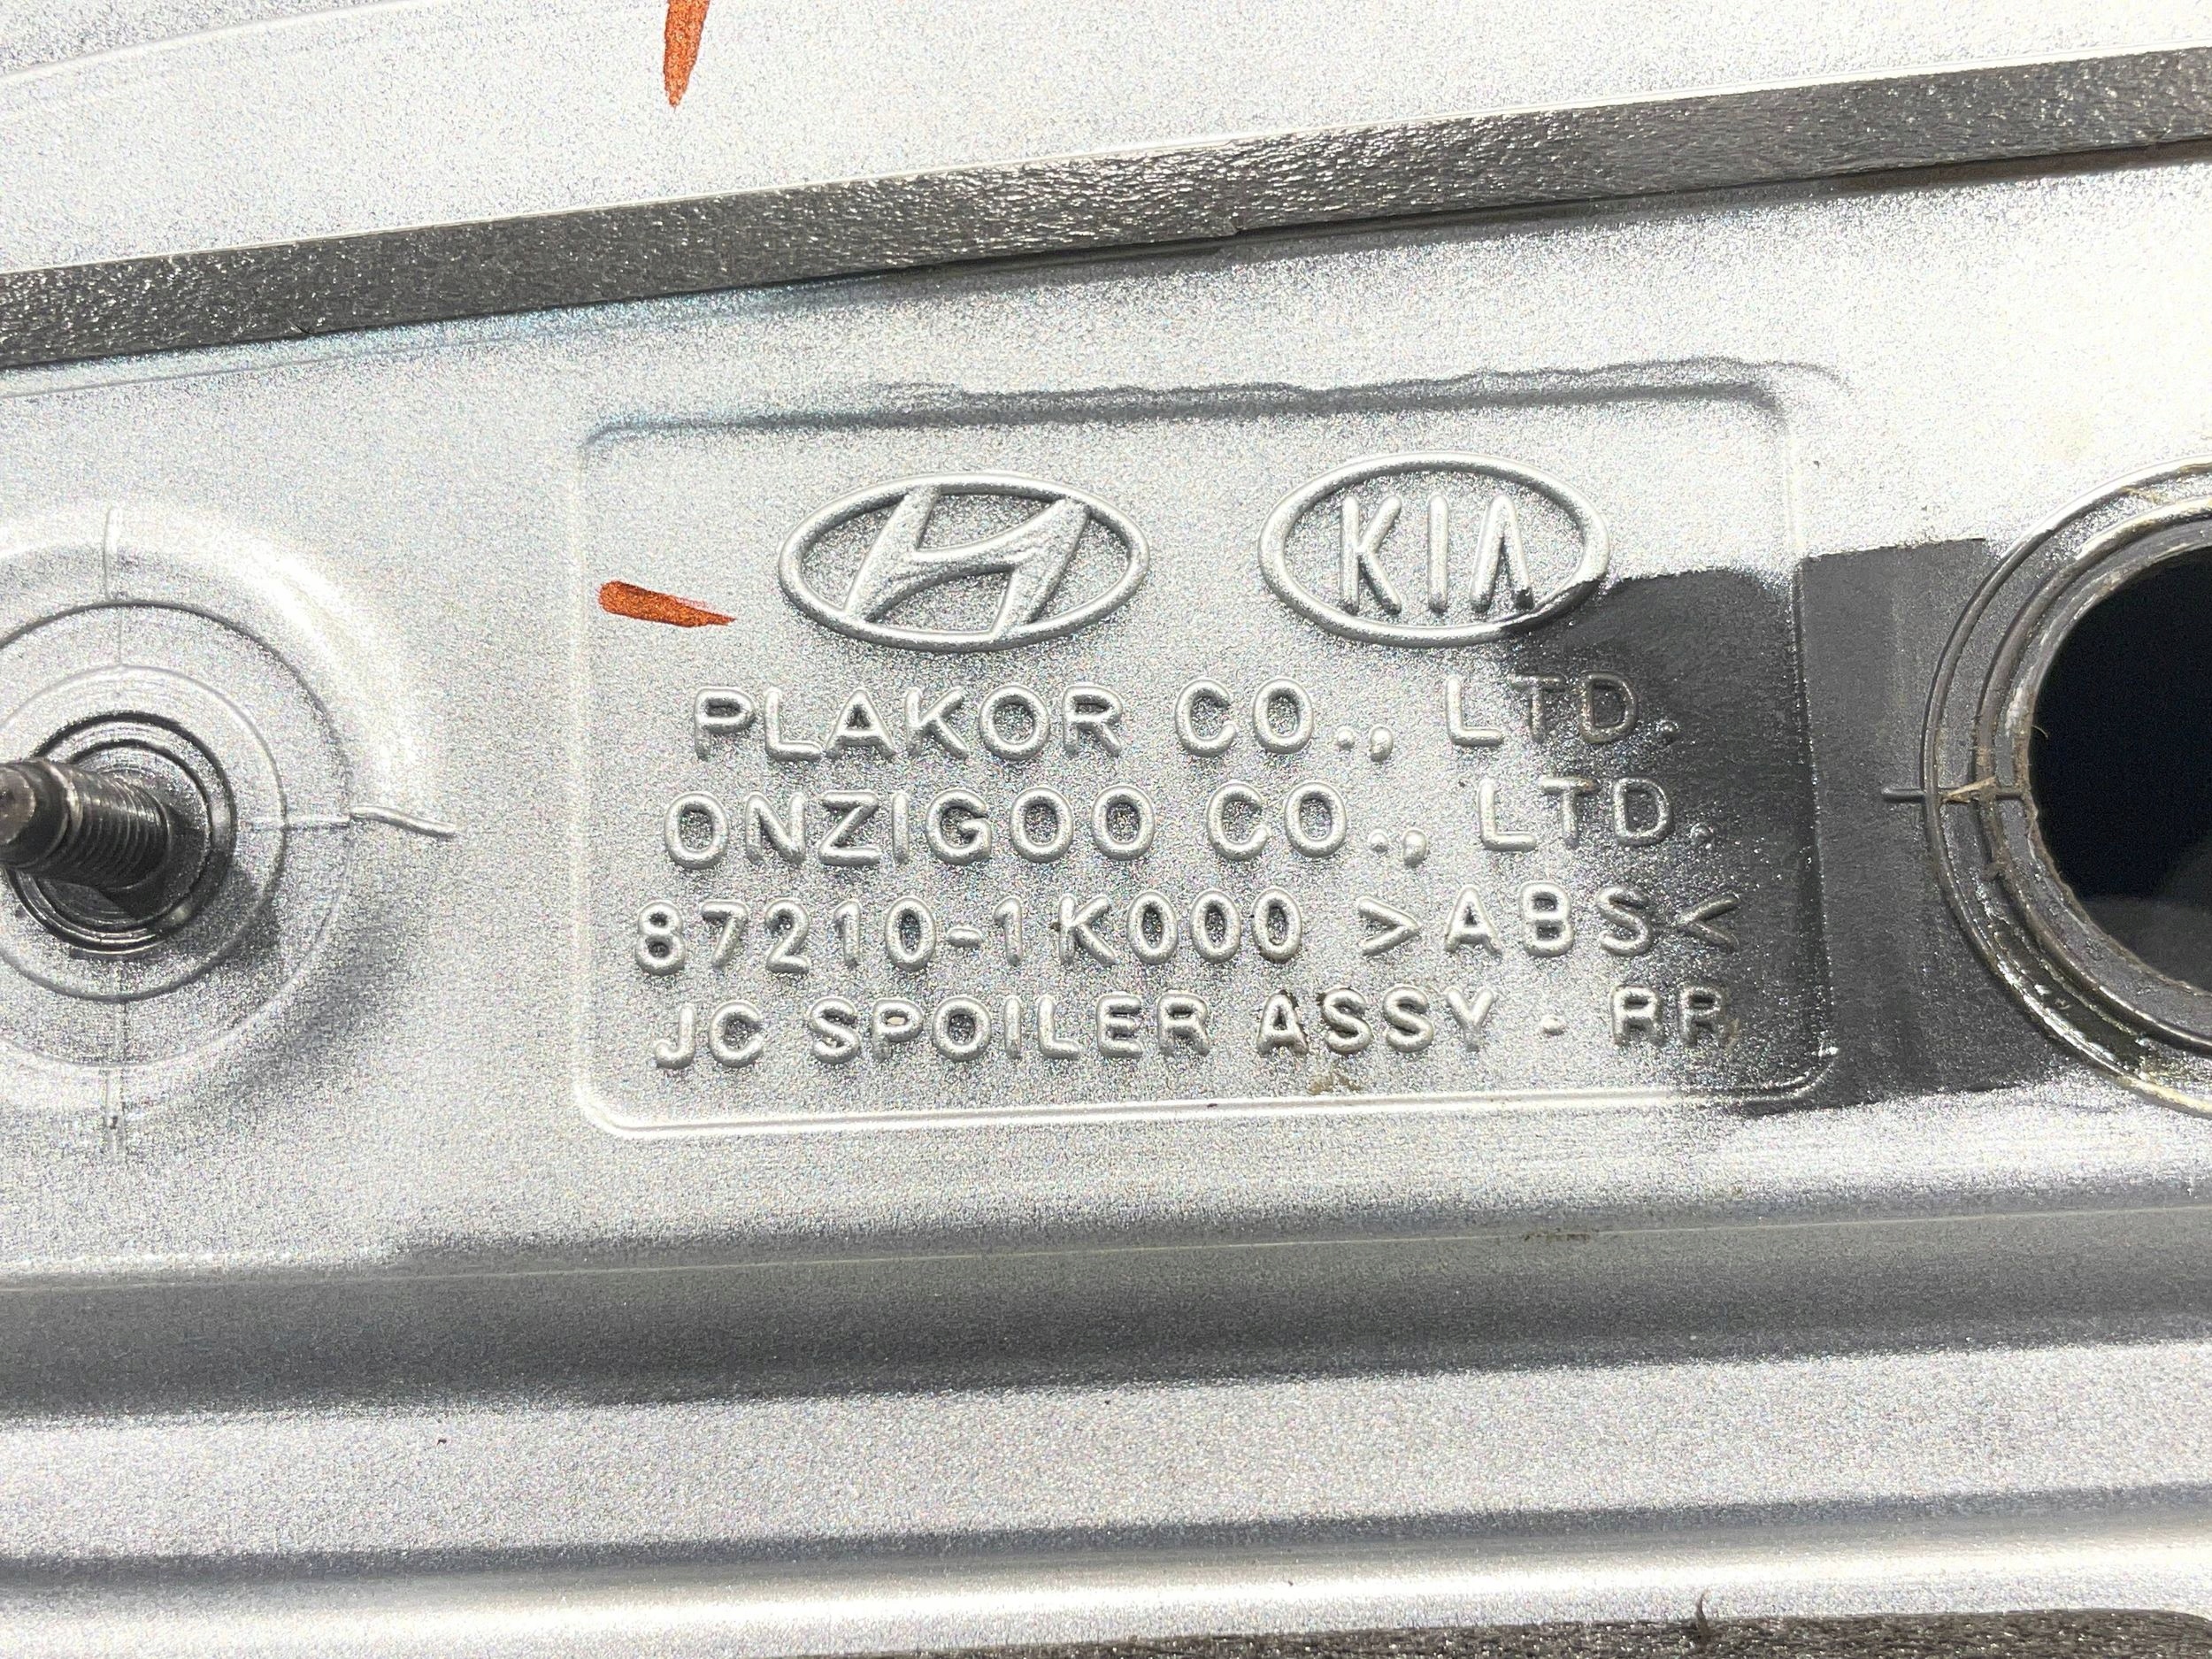 KIA
PLAKOR CO., LTD.
ONZIGOO CO., LTD.
87210-1K000 >ABS<
JC SPOILER ASSY - RR